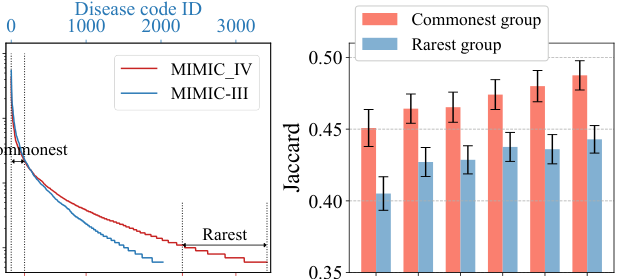 Disease code ID
0 1000 2000 3000
MIMIC_IV
MIMIC-III
ommonest
Rarest
Commonest group
Rarest group
Jaccard
0.50
0.45
0.40
0.35